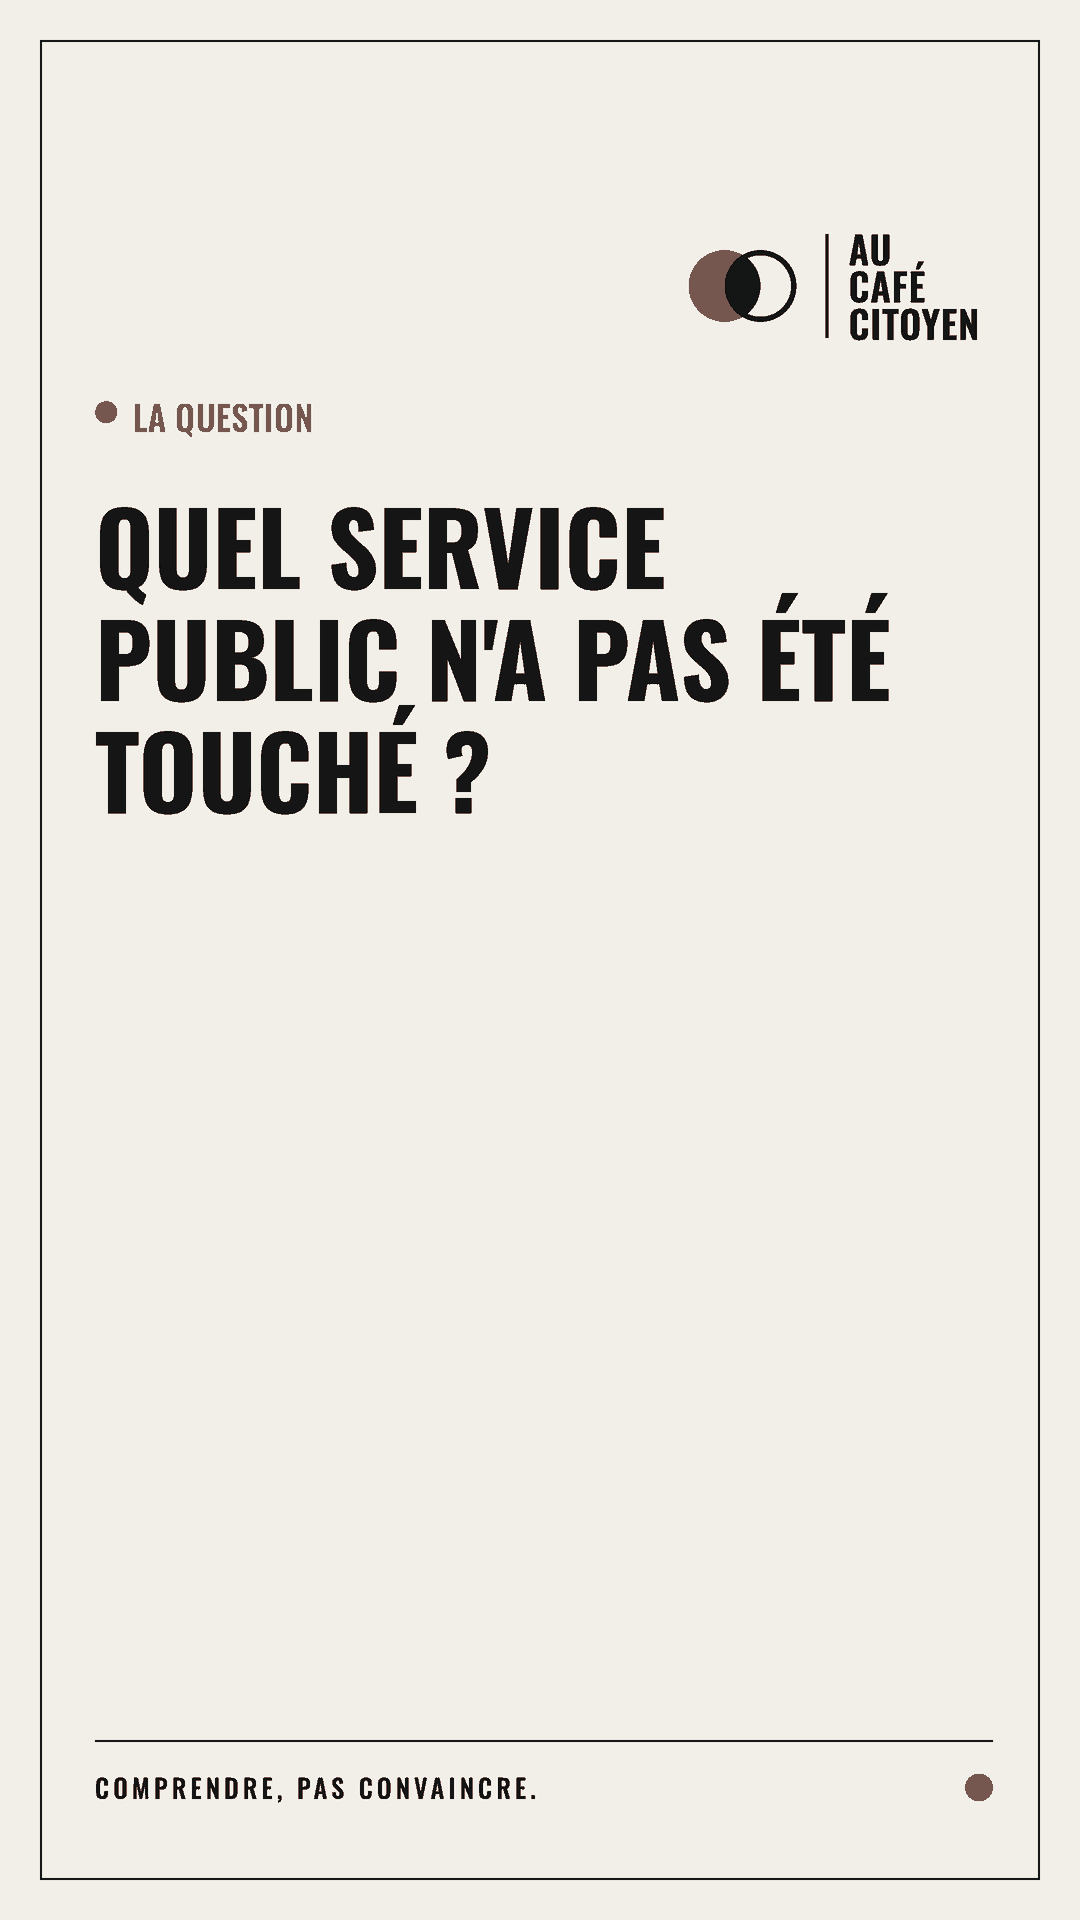 AU
CAFÉ
CITOYEN
LA QUESTION
QUEL SERVICE
PUBLIC N'A PAS ÉTÉ
TOUCHÉ ?
COMPRENDRE, PAS CONVAINCRE.